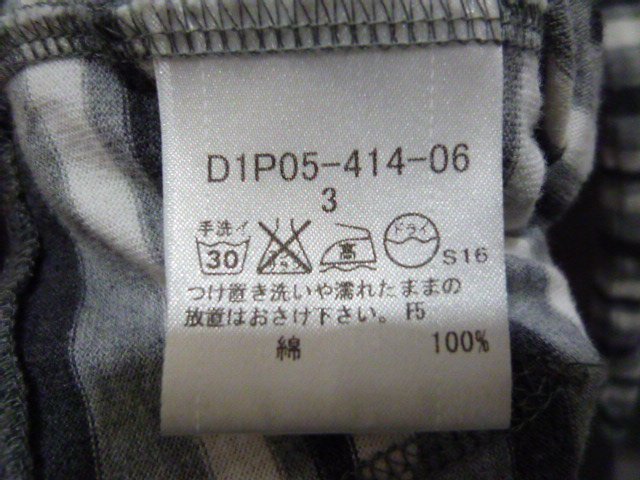 D1P05-414-06
3
手洗イ ドライ
30 高 S16
つけ置き洗いや濡れたままの
放置はおさけ下さい。 F5
綿 100%